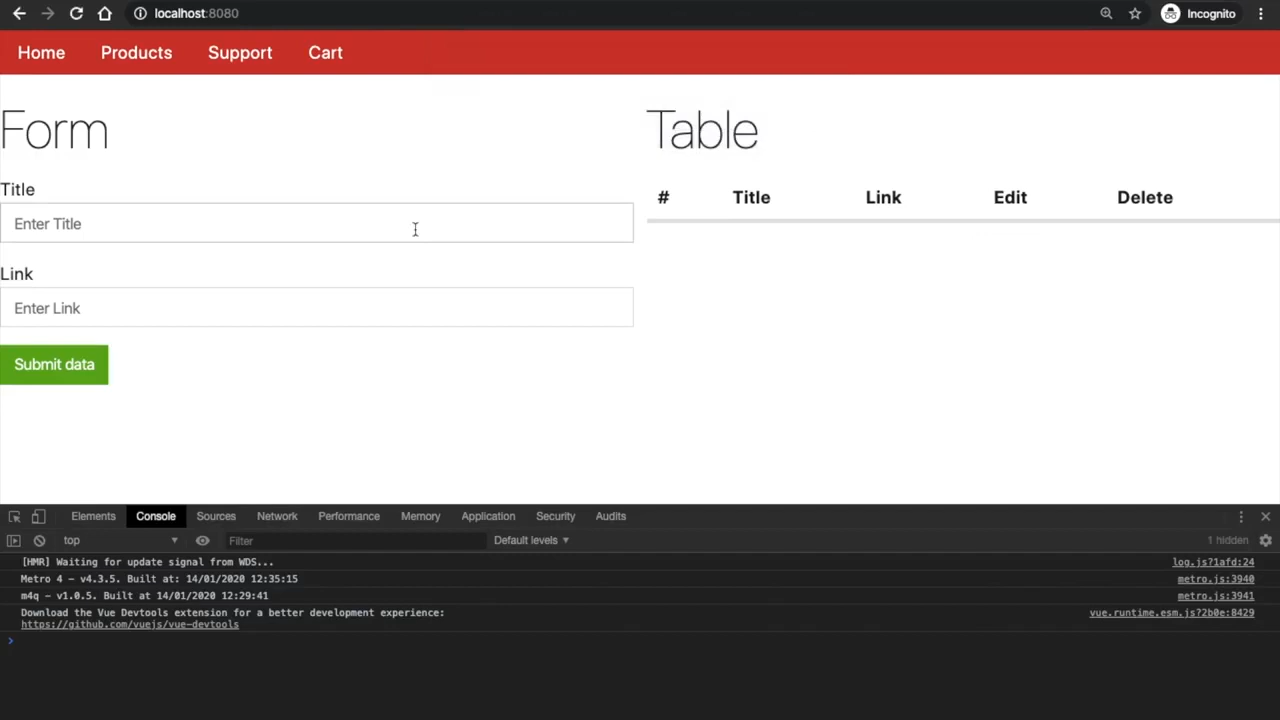 localhost:8080
Incognito
Home Products Support Cart
Form
Title
Enter Title
Link
Enter Link
Submit data
Table
# Title Link Edit Delete
Elements Console Sources Network Performance Memory Application Security Audits
top Filter Default levels 1 hidden
[HMR] Waiting for update signal from WDS... log.js?1afd:24
Metro 4 - v4.3.5. Built at: 14/01/2020 12:35:15 metro.js:3940
m4q - v1.0.5. Built at 14/01/2020 12:29:41 metro.js:3941
Download the Vue Devtools extension for a better development experience: vue.runtime.esm.js?2b0e:8429
https://github.com/vuejs/vue-devtools